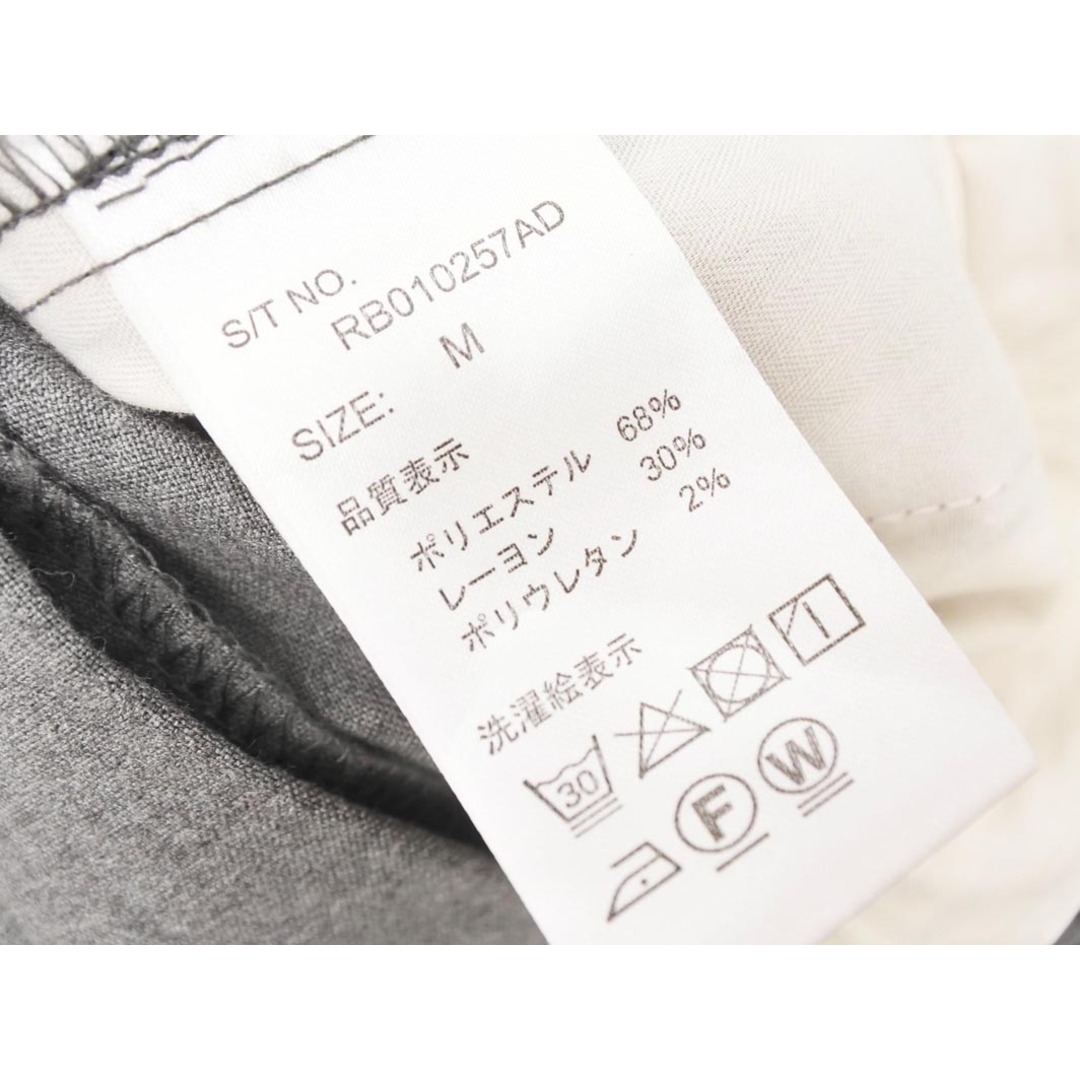 S/T NO.
RB010257AD
SIZE: M
品質表示
ポリエステル 68%
レーヨン 30%
ポリウレタン 2%
洗濯絵表示
30
F W